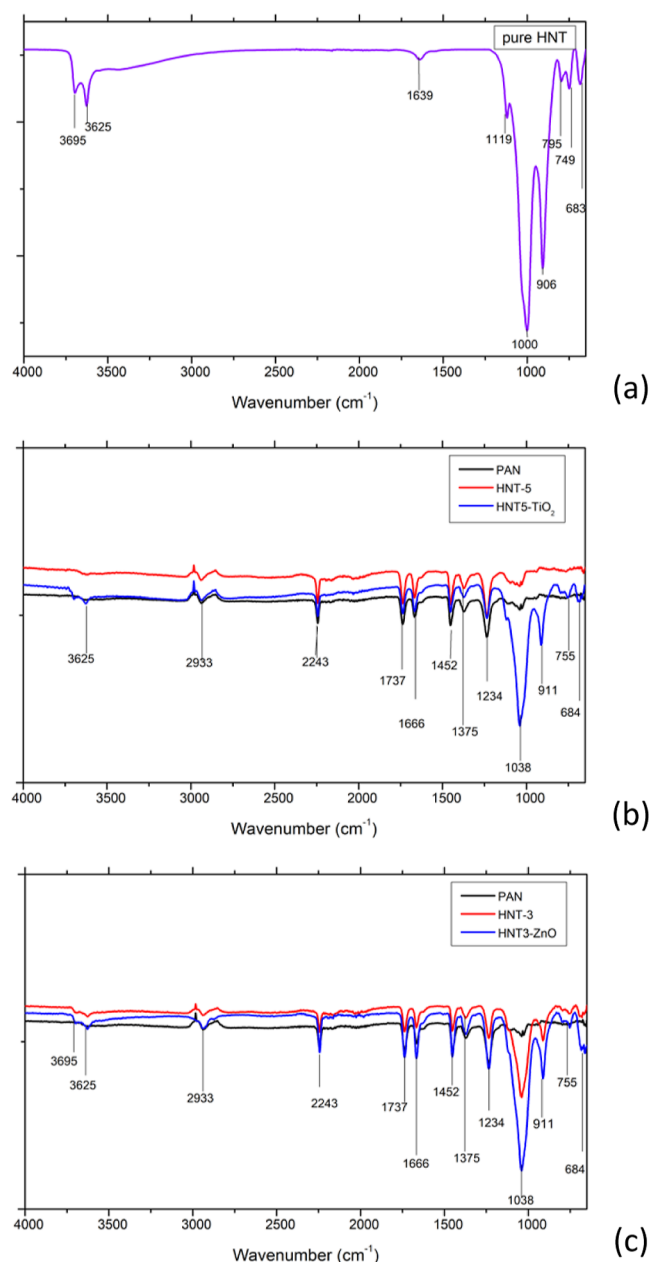 pure HNT
3695
3625
1639
1119
795
749
683
906
1000
4000 3500 3000 2500 2000 1500 1000
Wavenumber (cm⁻¹)
(a)
PAN
HNT-5
HNT5-TiO₂
3625
2933
2243
1737
1666
1452
1375
1234
1038
911
755
684
4000 3500 3000 2500 2000 1500 1000
Wavenumber (cm⁻¹)
(b)
PAN
HNT-3
HNT3-ZnO
3695
3625
2933
2243
1737
1666
1452
1375
1234
1038
911
755
684
4000 3500 3000 2500 2000 1500 1000
Wavenumber (cm⁻¹)
(c)